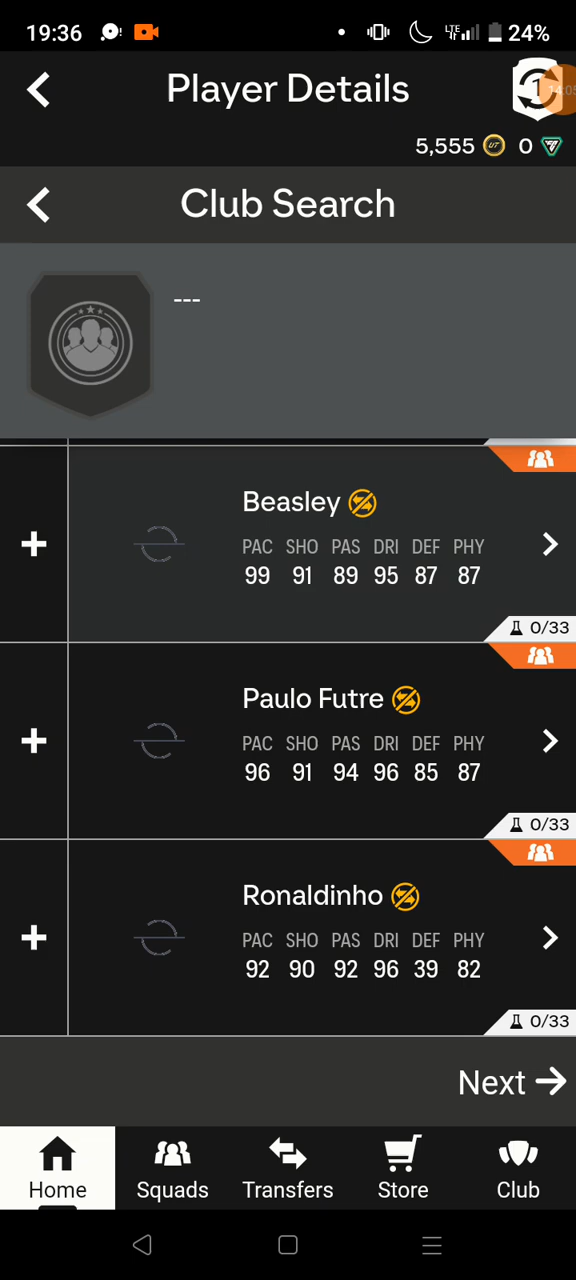 19:36 LTE 24%
Player Details
1
5,555 UT 0
Club Search
---
Beasley
PAC SHO PAS DRI DEF PHY
99 91 89 95 87 87
0/33
Paulo Futre
PAC SHO PAS DRI DEF PHY
96 91 94 96 85 87
0/33
Ronaldinho
PAC SHO PAS DRI DEF PHY
92 90 92 96 39 82
0/33
Next
Home Squads Transfers Store Club